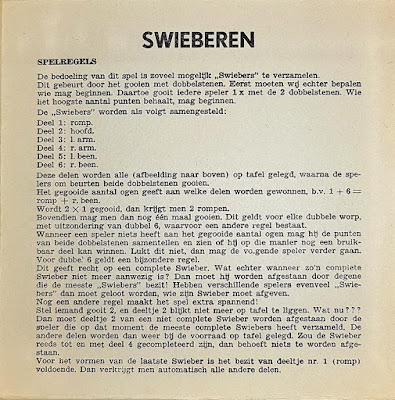 SWIEBEREN
SPELREGELS
De bedoeling van dit spel is zoveel mogelijk „Swiebers" te verzamelen.
Dit gebeurt door het gooien met dobbelstenen. Eerst moeten wij echter bepalen
wie mag beginnen. Daartoe gooit iedere speler 1 x met de 2 dobbelstenen. Wie
het hoogste aantal punten behaalt, mag beginnen.
De „Swiebers" worden als volgt samengesteld:
Deel 1: romp.
Deel 2: hoofd.
Deel 3: l. arm.
Deel 4: r. arm.
Deel 5: l. been.
Deel 6: r. been.
Deze delen worden alle (afbeelding naar boven) op tafel gelegd, waarna de spe-
lers om beurten beide dobbelstenen gooien.
Het gegooide aantal ogen geeft aan welke delen worden gewonnen, b.v. 1 + 6 =
romp + r. been.
Wordt 2 × 1 gegooid, dan krijgt men 2 rompen.
Bovendien mag men dan nog één maal gooien. Dit geldt voor elke dubbele worp,
met uitzondering van dubbel 6, waarvoor een andere regel bestaat.
Wanneer een speler niets heeft aan het gegooide aantal ogen mag hij de punten
van beide dobbelstenen samentellen en zien of hij op die manier nog een bruik-
baar deel kan winnen. Lukt dit niet, dan mag de vo.gende speler verder gaan.
Voor dubbe' 6 geldt een bijzondere regel.
Dit geeft recht op een complete Swieber. Wat echter wanneer zo'n complete
Swieber niet meer aanwezig is? Dan moet hij worden afgestaan door degene
die de meeste „Swiebers" bezit! Hebben verschillende spelers evenveel „Swie-
bers" dan moet geloot worden, wie zijn Swieber moet afgeven.
Nog een andere regel maakt het spel extra spannend!
Stel iemand gooit 2, en deeltje 2 blijkt niet meer op tafel te liggen. Wat nu???
Dan moet deeltje 2 van een niet complete Swieber worden afgestaan door de
speler die op dat moment de meeste complete Swiebers heeft verzameld. De
andere delen worden dan weer bij de voorraad op tafel gelegd. Zou de Swieber
reeds tot en met deel 4 gecompleteerd zijn, dan behoeft niets te worden afge-
staan.
Voor het vormen van de laatste Swieber is het bezit van deeltje nr. 1 (romp)
voldoende. Dan verkrijgt men automatisch alle andere delen.